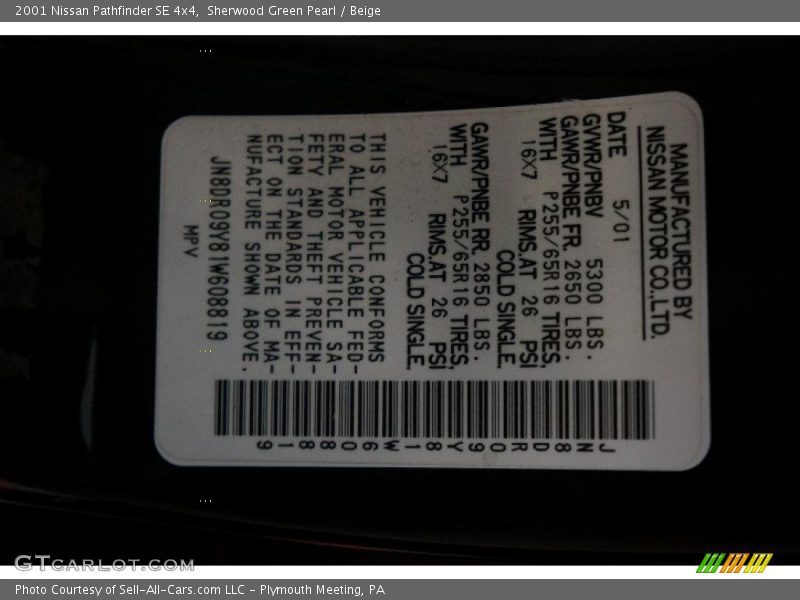 2001 Nissan Pathfinder SE 4x4,  Sherwood Green Pearl / Beige
MANUFACTURED BY
NISSAN MOTOR CO.,LTD.
DATE 5/01
GVWR/PNBV 5300 LBS.
GAWR/PNBE FR. 2650 LBS.
WITH P255/65R16 TIRES,
16X7 RIMS,AT 26 PSI
COLD SINGLE.
GAWR/PNBE RR. 2850 LBS.
WITH P255/65R16 TIRES,
16X7 RIMS,AT 26 PSI
COLD SINGLE.
THIS VEHICLE CONFORMS
TO ALL APPLICABLE FED-
ERAL MOTOR VEHICLE SA-
FETY AND THEFT PREVEN-
TION STANDARDS IN EFF-
ECT ON THE DATE OF MA-
NUFACTURE SHOWN ABOVE.
JN8DR09Y81W608819
MPV
JN8DR09Y81W608819
GTcarlot.com
Photo Courtesy of Sell-All-Cars.com LLC - Plymouth Meeting, PA